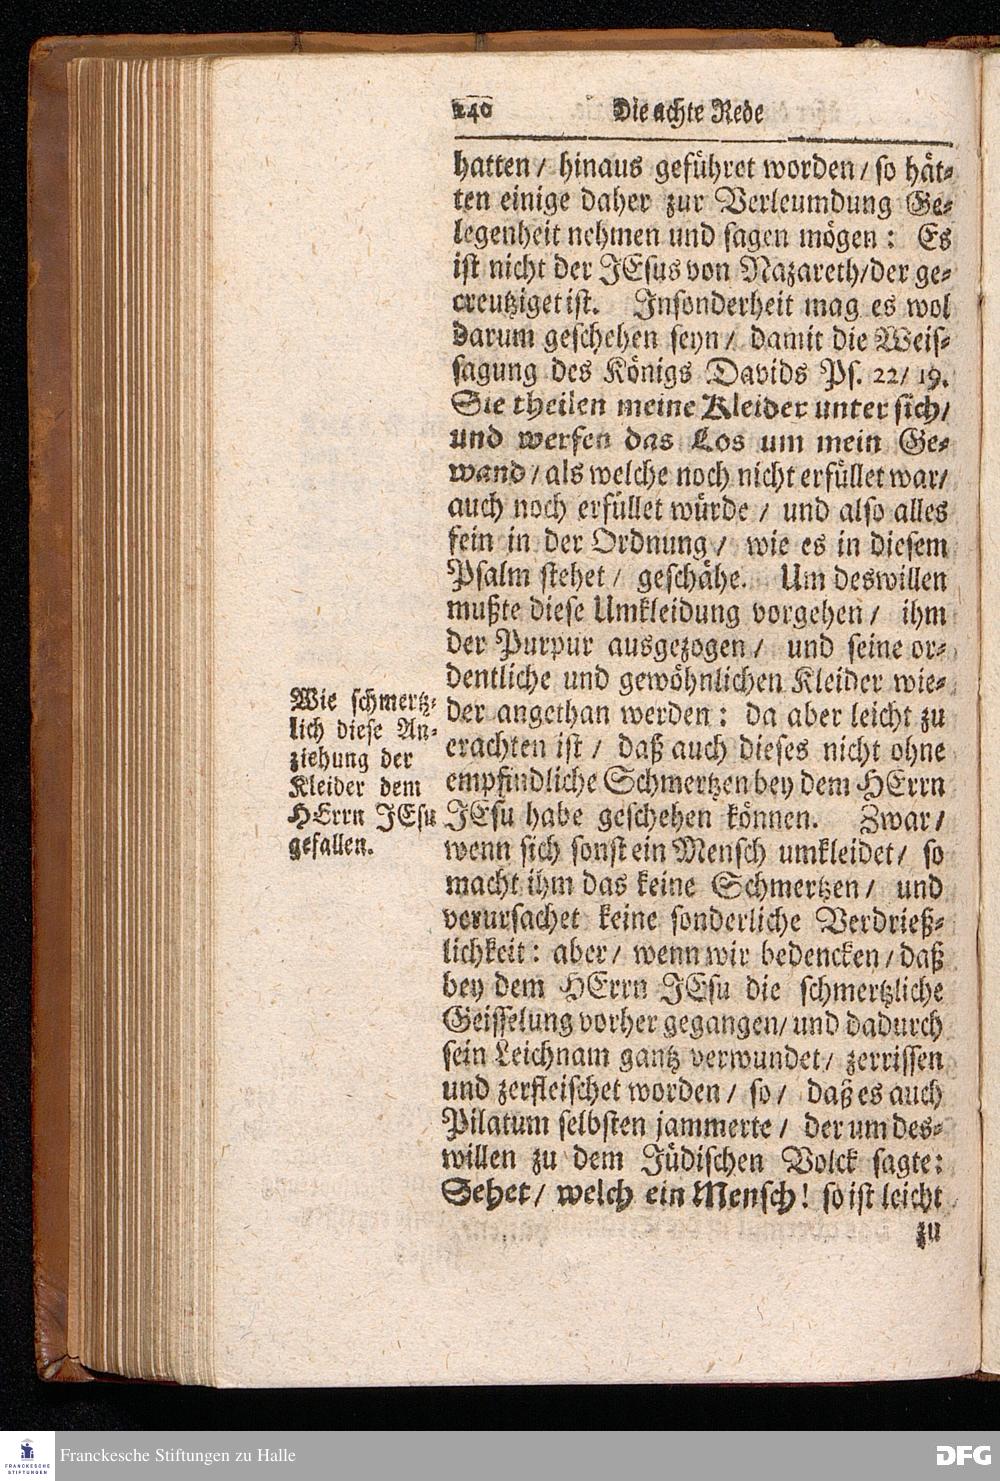 240 Die achte Rede
hatten/ hinaus geführet worden/ so hät-
ten einige daher zur Verleumdung Ge-
legenheit nehmen und sagen mögen: Es
ist nicht der JEsus von Nazareth/ der ge-
creutziget ist. Insonderheit mag es wol
darum geschehen seyn/ damit die Weis-
sagung des Königs Davids Ps. 22/ 19.
Sie theilen meine Kleider unter sich/
und werfen das Los um mein Ge-
wand/ als welche noch nicht erfüllet war/
auch noch erfüllet würde/ und also alles
fein in der Ordnung/ wie es in diesem
Psalm stehet/ geschähe. Um deswillen
mußte diese Umkleidung vorgehen/ ihm
der Purpur ausgezogen/ und seine or-
dentliche und gewöhnlichen Kleider wie-
der angethan werden: da aber leicht zu
erachten ist/ daß auch dieses nicht ohne
empfindliche Schmertzen bey dem HErrn
JEsu habe geschehen können. Zwar/
wenn sich sonst ein Mensch umkleidet/ so
macht ihm das keine Schmertzen/ und
verursachet keine sonderliche Verdrieß-
lichkeit: aber/ wenn wir bedencken/ daß
bey dem HErrn JEsu die schmertzliche
Geisselung vorher gegangen/ und dadurch
sein Leichnam gantz verwundet/ zerrissen
und zerfleischet worden/ so/ daß es auch
Pilatum selbsten jammerte/ der um des-
willen zu dem Jüdischen Volck sagte:
Sehet/ welch ein Mensch! so ist leicht
zu
Wie schmertz-
lich diese An-
ziehung der
Kleider dem
HErrn JEsu
gefallen.
FRANCKESCHE
STIFTUNGEN
Franckesche Stiftungen zu Halle
DFG